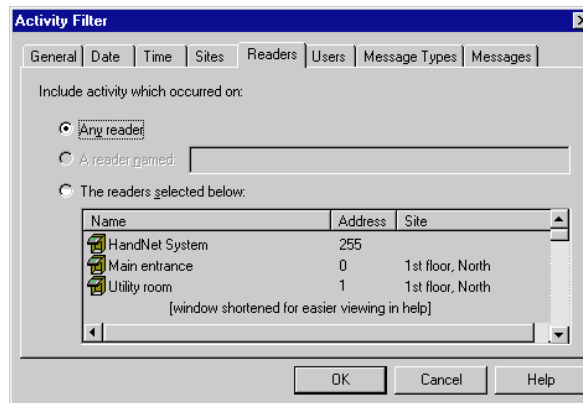 Activity Filter
General Date Time Sites Readers Users Message Types Messages
Include activity which occurred on:
Any reader
A reader named:
The readers selected below:
Name Address Site
HandNet System 255
Main entrance 0 1st floor, North
Utility room 1 1st floor, North
[window shortened for easier viewing in help]
OK Cancel Help